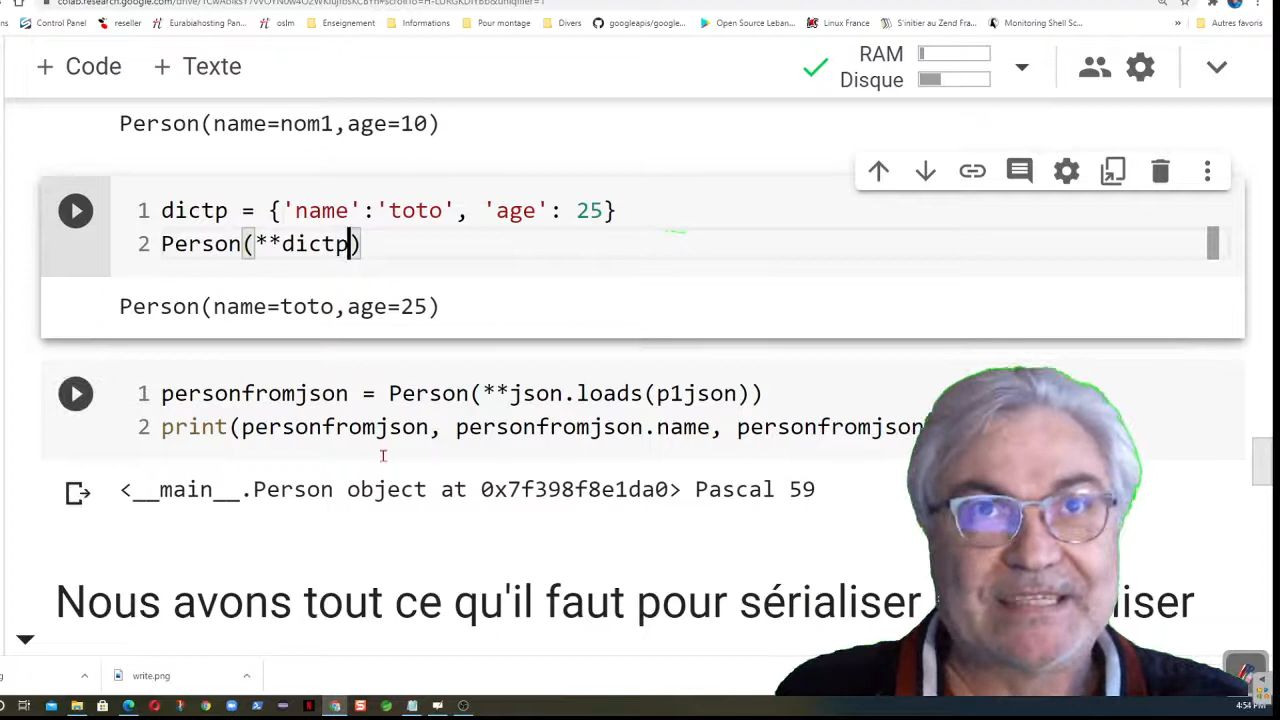 Control Panel
reseller
Eurabiahosting Pan...
oslm
Enseignement
Informations
Pour montage
Divers
googleapis/google...
Open Source Leban...
Linux France
S'initier au Zend Fra...
Monitoring Shell Sc...
»
Autres favoris
+ Code + Texte
RAM
Disque
Person(name=nom1,age=10)
1 dictp = {'name':'toto', 'age': 25}
2 Person(**dictp)
Person(name=toto,age=25)
1 personfromjson = Person(**json.loads(p1json))
2 print(personfromjson, personfromjson.name, personfromjson
<__main__.Person object at 0x7f398f8e1da0> Pascal 59
Nous avons tout ce qu'il faut pour sérialiser liser
write.png
4:54 PM